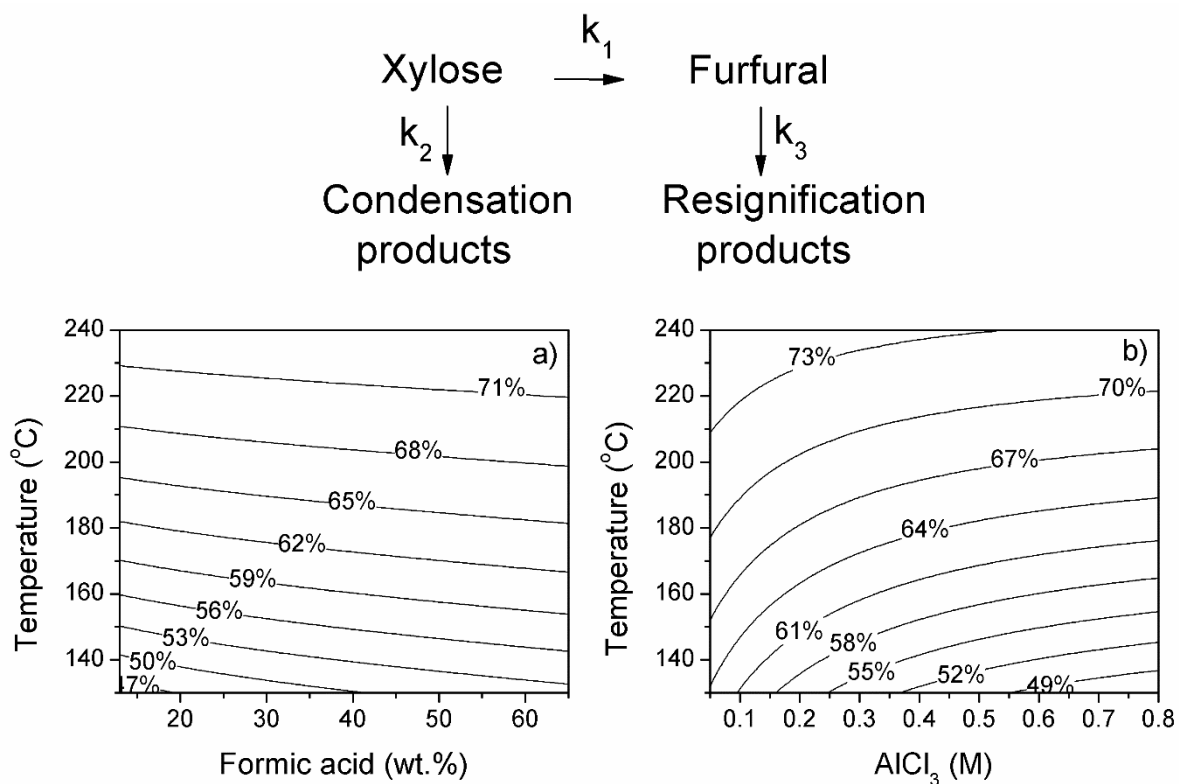 k₁
Xylose
Furfural
k₂
k₃
Condensation
products
Resignification
products
a)
240
220
200
180
160
140
Temperature (°C)
71%
68%
65%
62%
59%
56%
53%
50%
47%
20
30
40
50
60
Formic acid (wt.%)
b)
240
220
200
180
160
140
Temperature (°C)
73%
70%
67%
64%
61%
58%
55%
52%
49%
0.1
0.2
0.3
0.4
0.5
0.6
0.7
0.8
AlCl₃ (M)